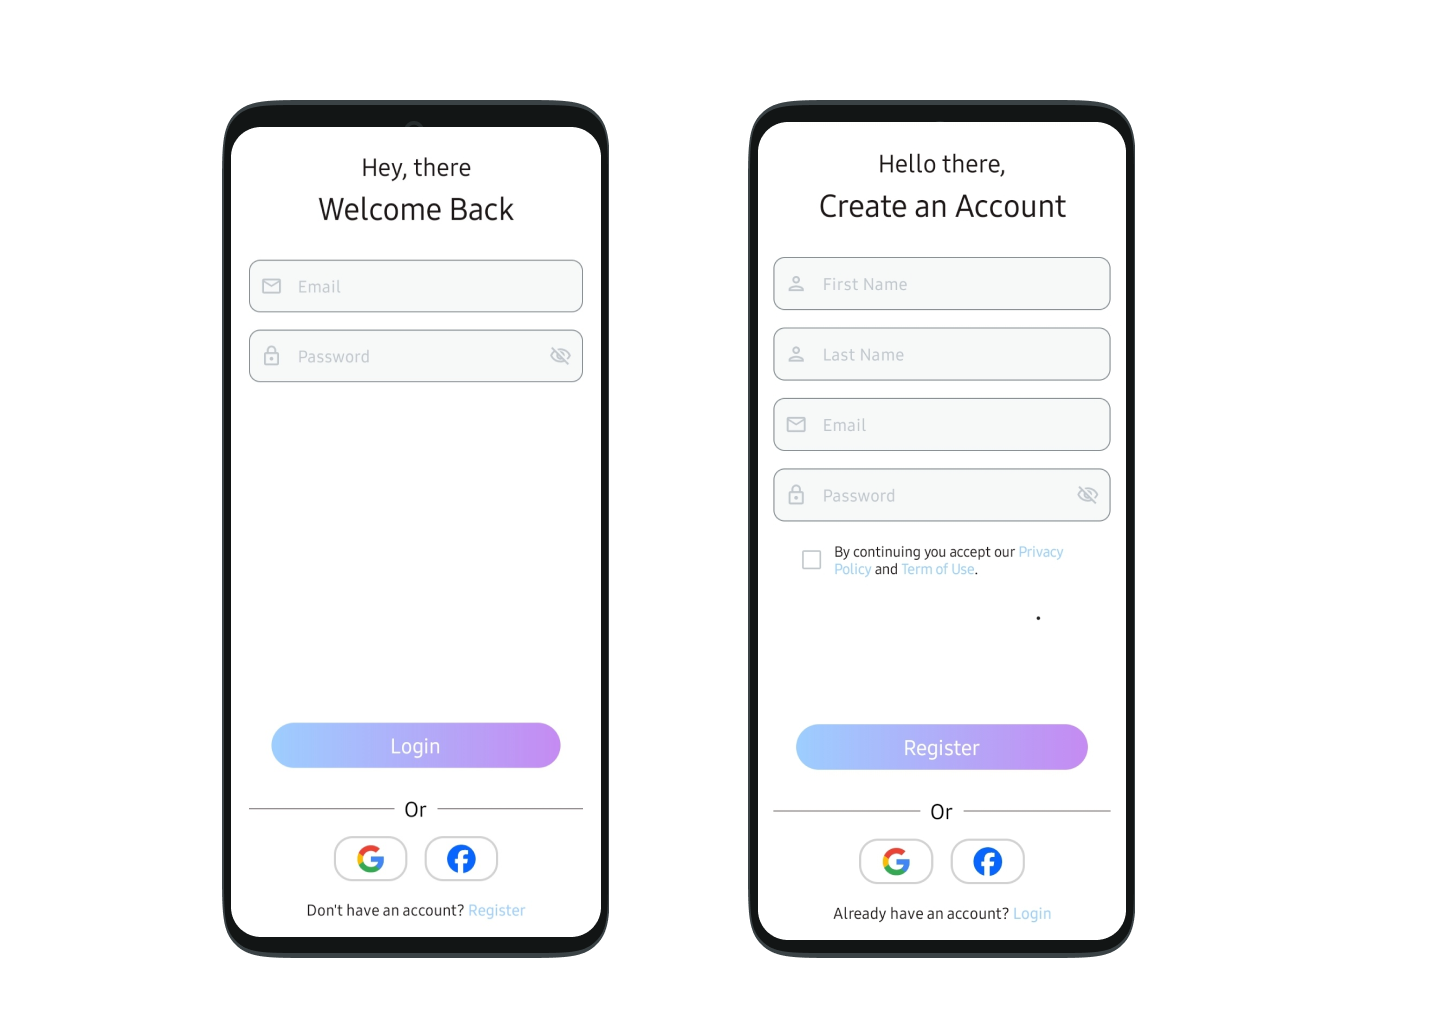 Hey, there
Welcome Back
Email
Password
Login
Or
Don't have an account? Register
Hello there,
Create an Account
First Name
Last Name
Email
Password
By continuing you accept our Privacy
Policy and Term of Use.
Register
Or
Already have an account? Login